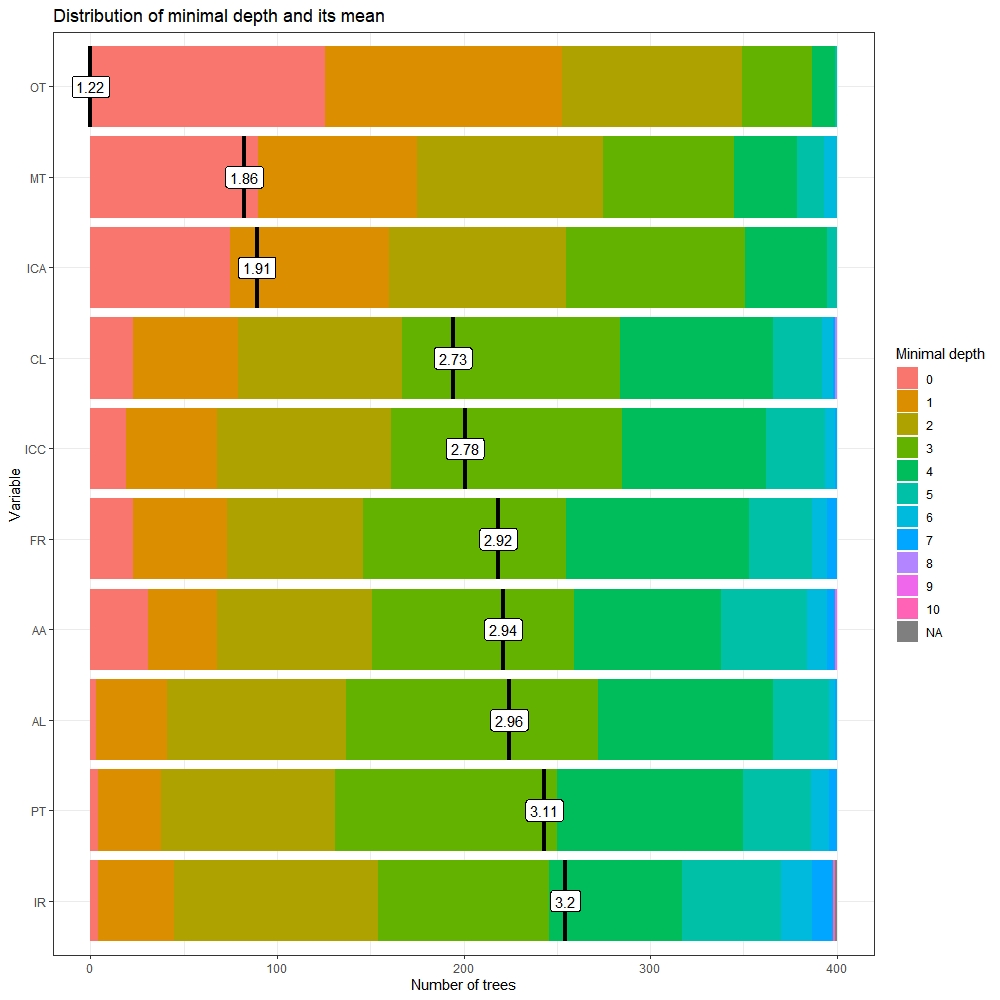 Distribution of minimal depth and its mean
OT
1.22
MT
1.86
ICA
1.91
CL
2.73
ICC
2.78
FR
2.92
AA
2.94
AL
2.96
PT
3.11
IR
3.2
Variable
0
100
200
300
400
Number of trees
Minimal depth
0
1
2
3
4
5
6
7
8
9
10
NA